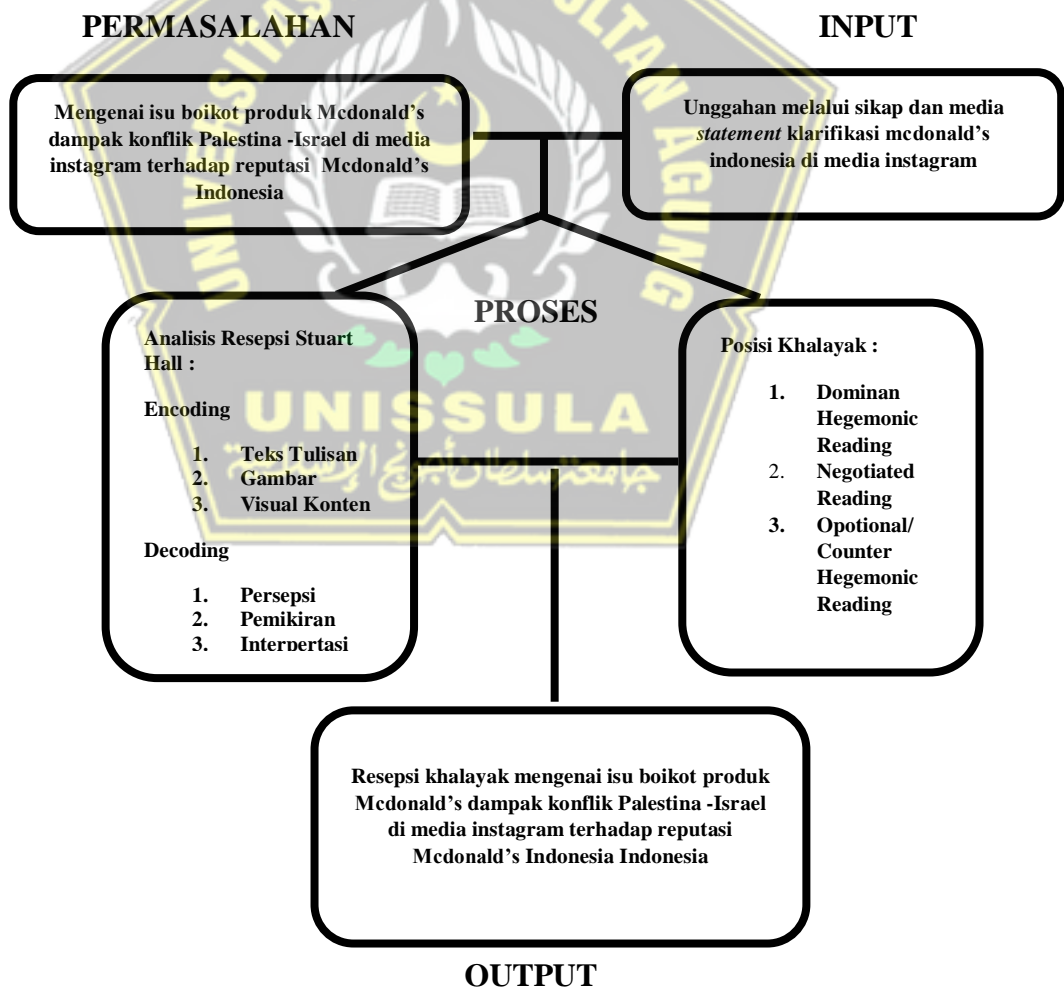 PERMASALAHAN
INPUT
Mengenai isu boikot produk Mcdonald's
dampak konflik Palestina -Israel di media
instagram terhadap reputasi Mcdonald's
Indonesia
Unggahan melalui sikap dan media
statement klarifikasi mcdonald's
indonesia di media instagram
PROSES
Analisis Resepsi Stuart
Hall :
Encoding
1. Teks Tulisan
2. Gambar
3. Visual Konten
Decoding
1. Persepsi
2. Pemikiran
3. Interpertasi
Posisi Khalayak :
1. Dominan
Hegemonic
Reading
2. Negotiated
Reading
3. Opotional/
Counter
Hegemonic
Reading
UNISSULA
جامعة سلطان أجونج الإسلامية
Resepsi khalayak mengenai isu boikot produk
Mcdonald's dampak konflik Palestina -Israel
di media instagram terhadap reputasi
Mcdonald's Indonesia Indonesia
OUTPUT